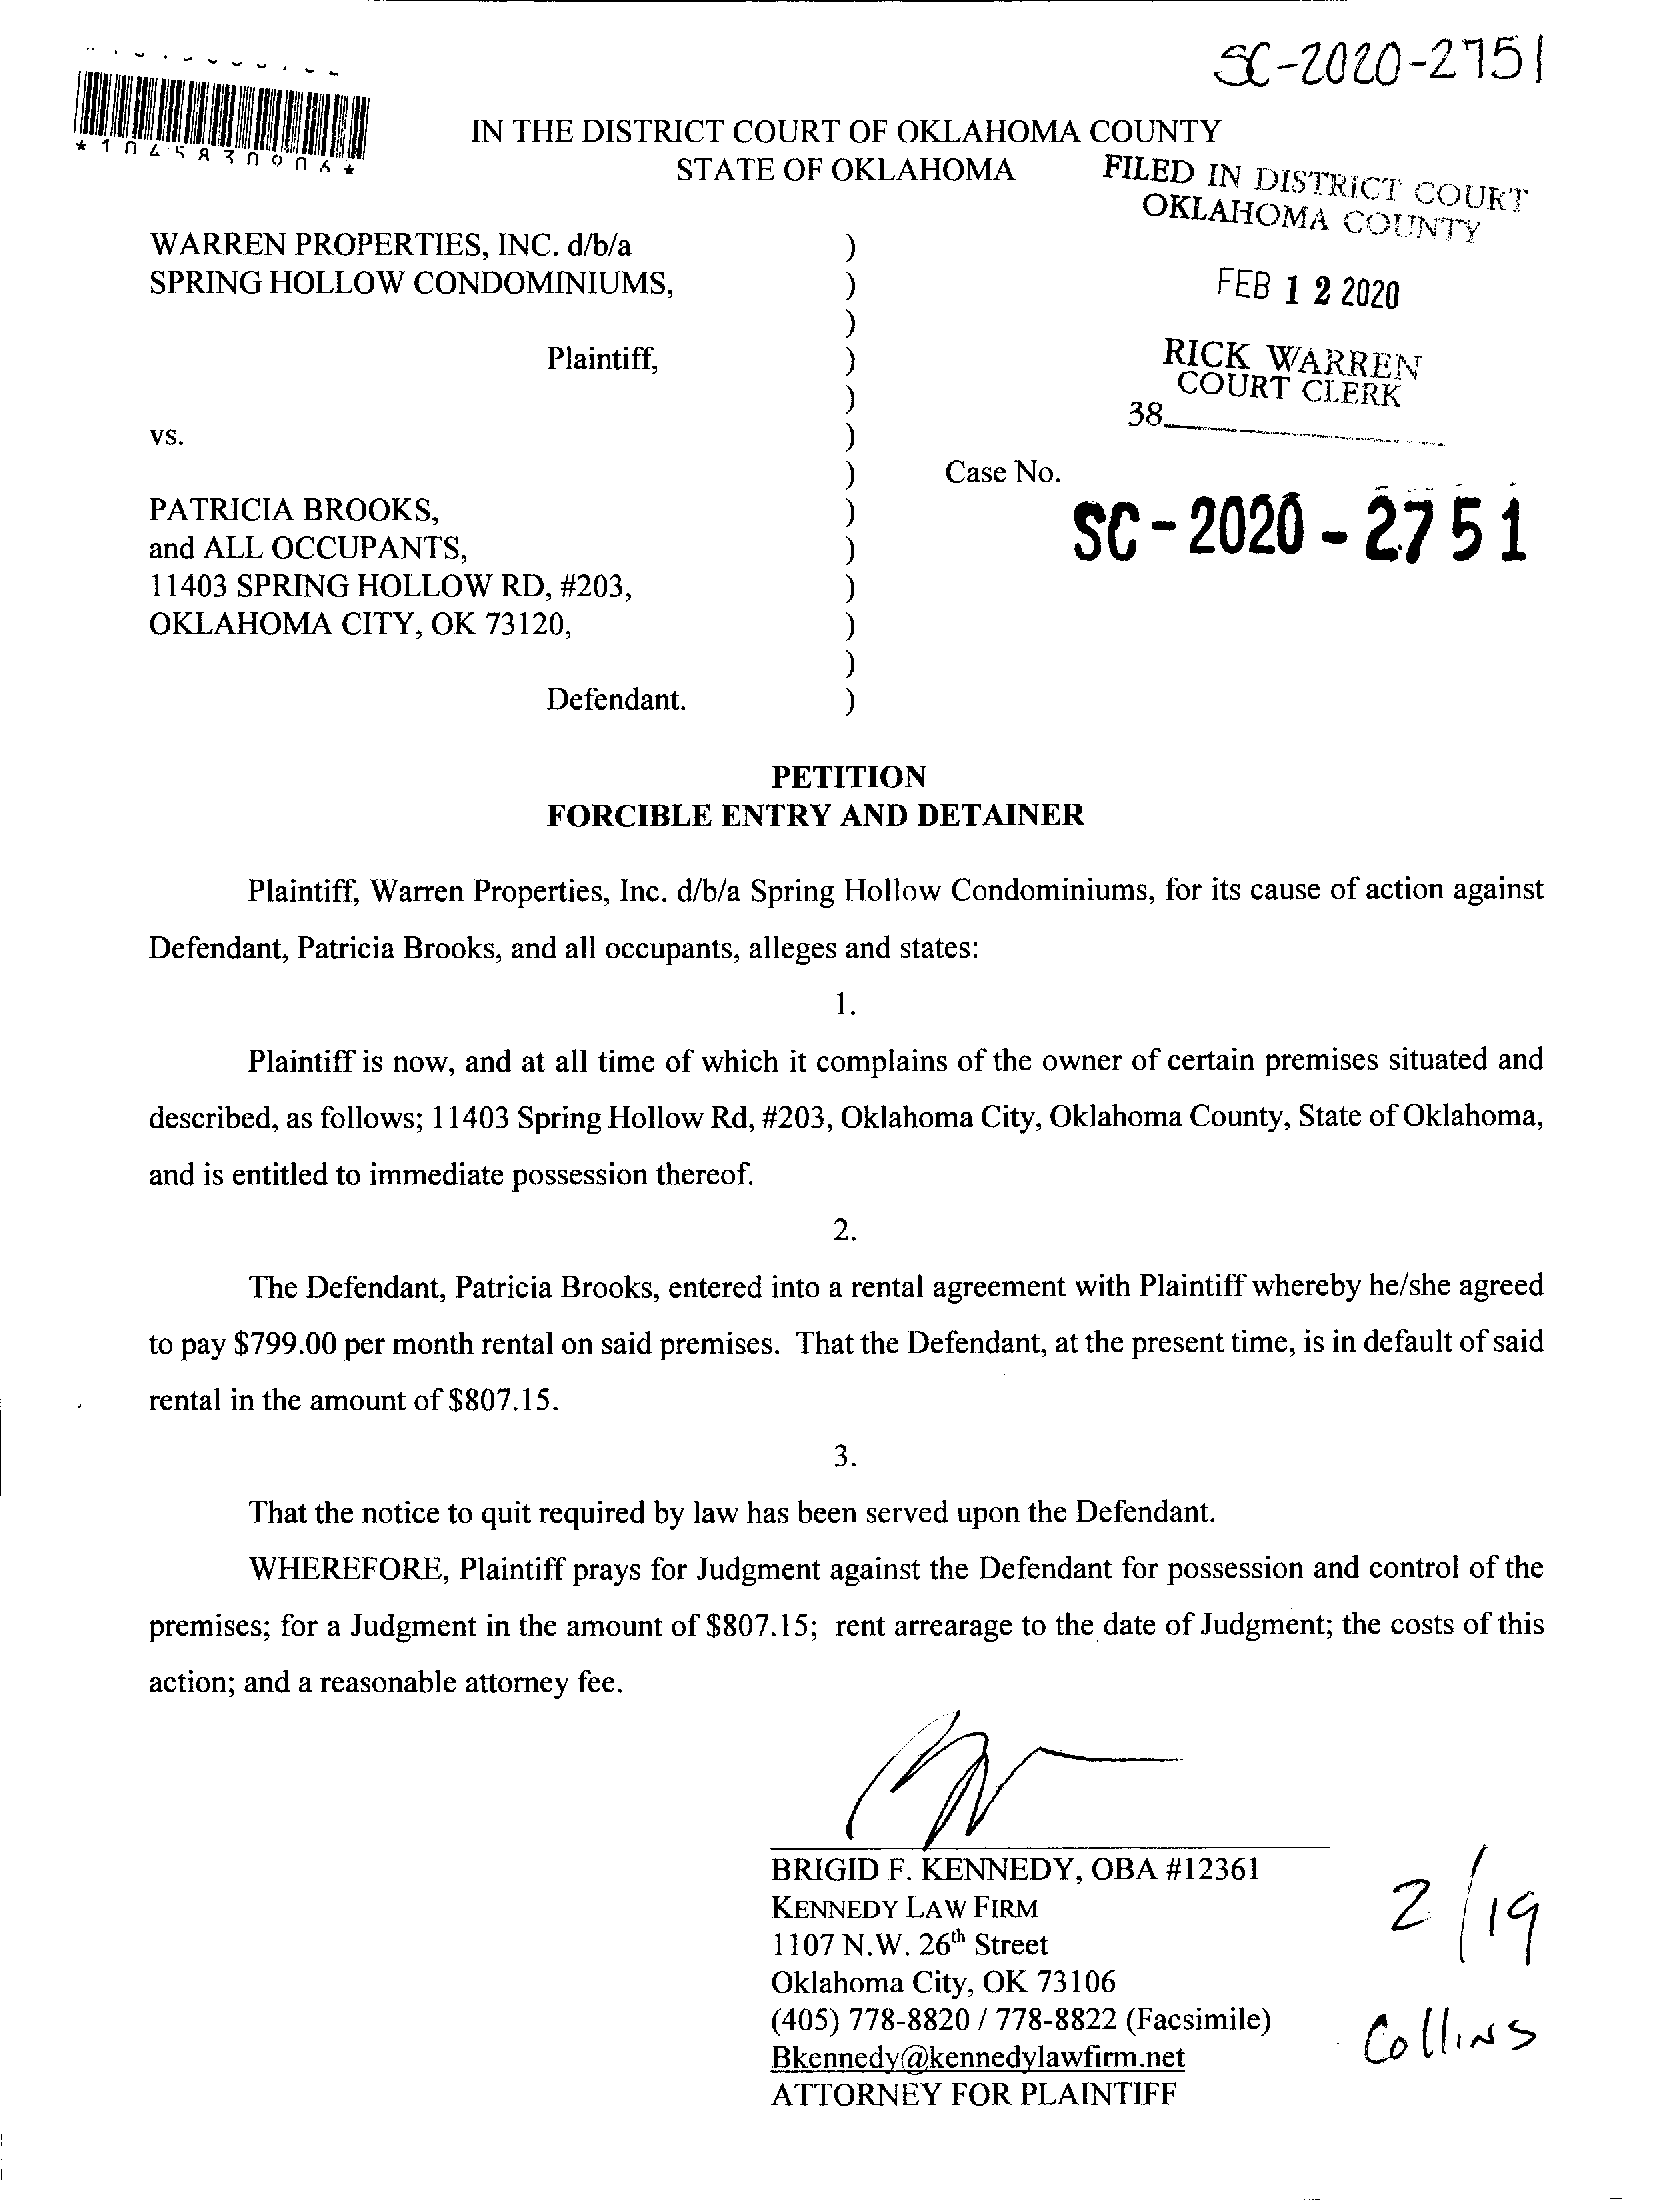 SC-2020-2751
*1045830906*
IN THE DISTRICT COURT OF OKLAHOMA COUNTY
STATE OF OKLAHOMA
FILED IN DISTRICT COURT
OKLAHOMA COUNTY
WARREN PROPERTIES, INC. d/b/a )
SPRING HOLLOW CONDOMINIUMS, )
FEB 12 2020
)
Plaintiff, )
RICK WARREN
COURT CLERK
)
38
vs. )
) Case No.
PATRICIA BROOKS, )
SC-2020-2751
and ALL OCCUPANTS, )
11403 SPRING HOLLOW RD, #203, )
OKLAHOMA CITY, OK 73120, )
)
Defendant. )
PETITION
FORCIBLE ENTRY AND DETAINER
Plaintiff, Warren Properties, Inc. d/b/a Spring Hollow Condominiums, for its cause of action against
Defendant, Patricia Brooks, and all occupants, alleges and states:
1.
Plaintiff is now, and at all time of which it complains of the owner of certain premises situated and
described, as follows; 11403 Spring Hollow Rd, #203, Oklahoma City, Oklahoma County, State of Oklahoma,
and is entitled to immediate possession thereof.
2.
The Defendant, Patricia Brooks, entered into a rental agreement with Plaintiff whereby he/she agreed
to pay $799.00 per month rental on said premises. That the Defendant, at the present time, is in default of said
rental in the amount of $807.15.
3.
That the notice to quit required by law has been served upon the Defendant.
WHEREFORE, Plaintiff prays for Judgment against the Defendant for possession and control of the
premises; for a Judgment in the amount of $807.15; rent arrearage to the date of Judgment; the costs of this
action; and a reasonable attorney fee.
BRIGID F. KENNEDY, OBA #12361
KENNEDY LAW FIRM
1107 N.W. 26th Street
Oklahoma City, OK 73106
(405) 778-8820 / 778-8822 (Facsimile)
Bkennedy@kennedylawfirm.net
ATTORNEY FOR PLAINTIFF
2/19
Collins